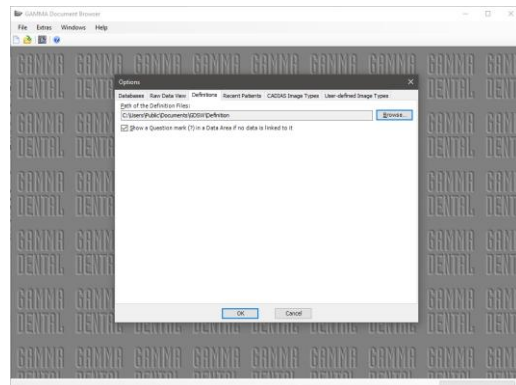 GAMMA Document Browser
File Extras Windows Help
Options
Databases Raw Data View Definitions Recent Patients CADIAS Image Types User-defined Image Types
Path of the Definition Files:
C:\Users\Public\Documents\GDSW\Definition
Browse...
Show a Question mark (?) in a Data Area if no data is linked to it
OK Cancel
GAMMA
DENTAL